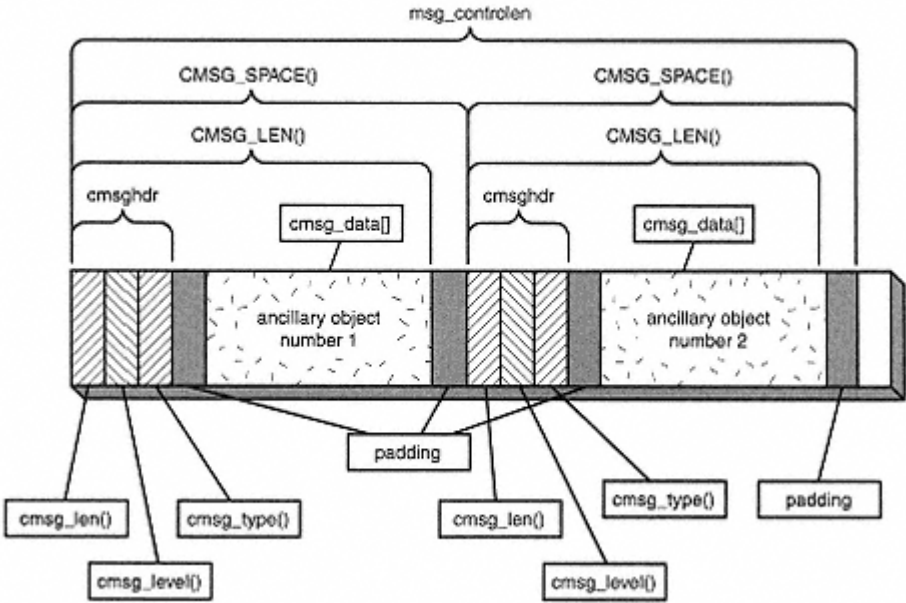 msg_controlen
CMSG_SPACE()
CMSG_SPACE()
CMSG_LEN()
CMSG_LEN()
cmsghdr
cmsghdr
cmsg_data[]
cmsg_data[]
ancillary object
number 1
ancillary object
number 2
padding
cmsg_len()
cmsg_type()
cmsg_len()
cmsg_type()
padding
cmsg_level()
cmsg_level()